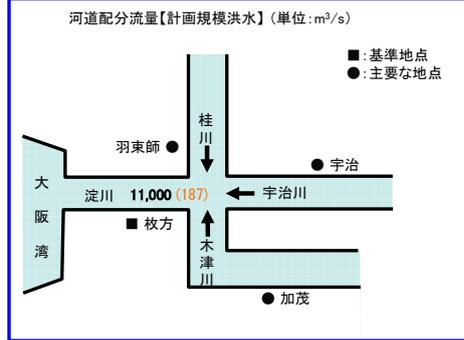 河道配分流量【計画規模洪水】(単位:m³/s)
■:基準地点
●:主要な地点
桂川
羽束師 ●
● 宇治
大阪湾
淀川 11,000 (187)
宇治川
■ 枚方
木津川
● 加茂